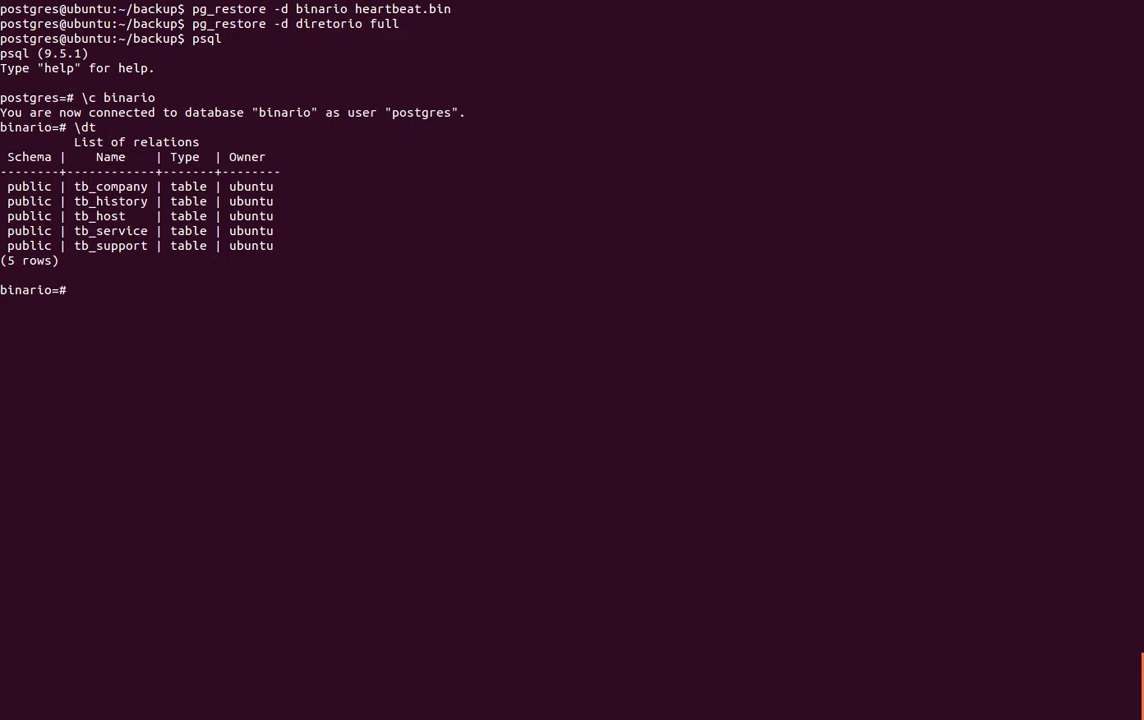 postgres@ubuntu:~/backup$ pg_restore -d binario heartbeat.bin
postgres@ubuntu:~/backup$ pg_restore -d diretorio full
postgres@ubuntu:~/backup$ psql
psql (9.5.1)
Type "help" for help.

postgres=# \c binario
You are now connected to database "binario" as user "postgres".
binario=# \dt
          List of relations
 Schema |    Name    | Type  | Owner
--------+------------+-------+--------
 public | tb_company | table | ubuntu
 public | tb_history | table | ubuntu
 public | tb_host    | table | ubuntu
 public | tb_service | table | ubuntu
 public | tb_support | table | ubuntu
(5 rows)

binario=#